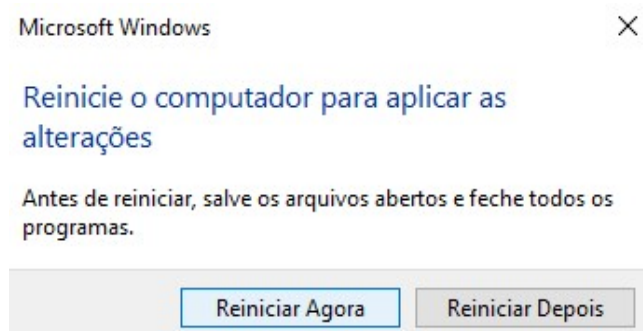 Microsoft Windows
Reinicie o computador para aplicar as
alterações
Antes de reiniciar, salve os arquivos abertos e feche todos os
programas.
Reiniciar Agora
Reiniciar Depois